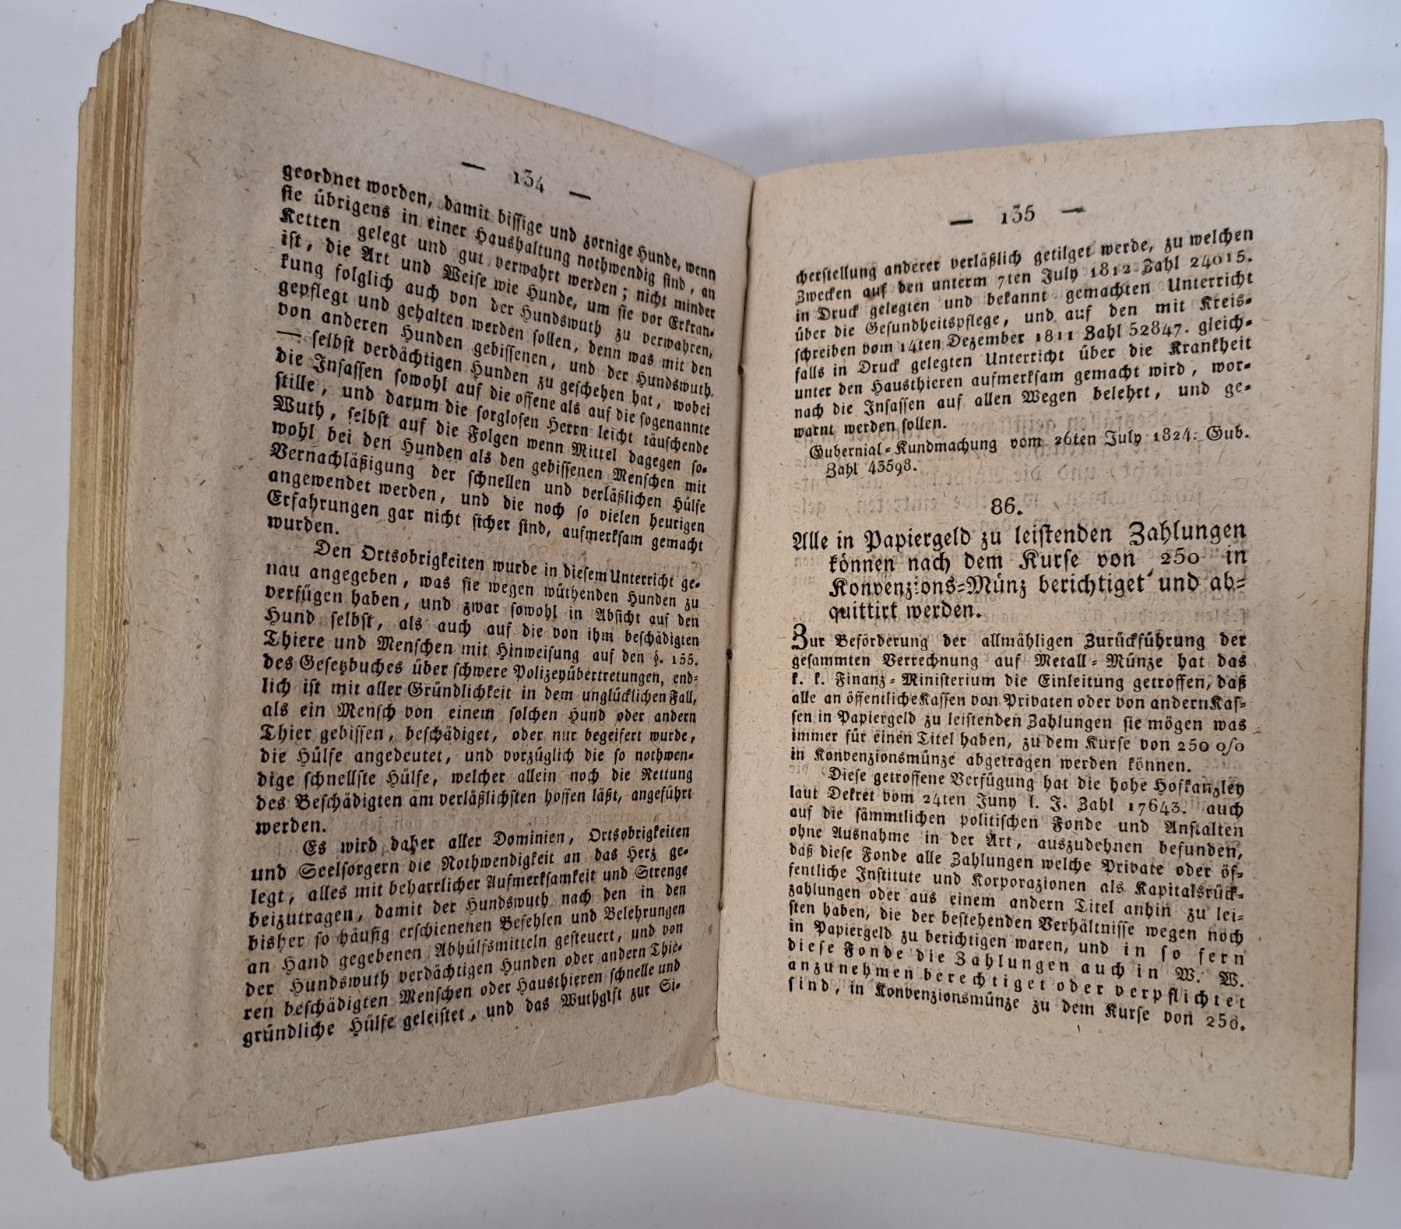 — 134 —
geordnet worden, damit bissige und zornige Hunde, wenn
sie übrigens in einer Haushaltung nothwendig sind, an
Ketten gelegt und gut verwahrt werden; nicht minder
ist, die Art und Weise wie Hunde, um sie vor Erkran-
kung folglich auch von der Hundswuth zu verwahren,
gepflegt und gehalten werden sollen, denn was mit den
von anderen Hunden gebissenen, und der Hundswuth
— selbst verdächtigen Hunden zu geschehen hat, wobei
die Insassen sowohl auf die offene als auf die sogenannte
stille, und darum die sorglosen Herrn leicht täuschende
Wuth, selbst auf die Folgen wenn Mittel dagegen so-
wohl bei den Hunden als den gebissenen Menschen mit
Vernachläßigung der schnellen und verläßlichen Hülfe
angewendet werden, und die noch so vielen heurigen
Erfahrungen gar nicht sicher sind, aufmerksam gemacht
wurden.
Den Ortsobrigkeiten wurde in diesem Unterricht ge-
nau angegeben, was sie wegen wüthenden Hunden zu
verfügen haben, und zwar sowohl in Absicht auf den
Hund selbst, als auch auf die von ihm beschädigten
Thiere und Menschen mit Hinweisung auf den §. 155.
des Gesetzbuches über schwere Polizeyübertretungen, end-
lich ist mit aller Gründlichkeit in dem unglücklichen Fall,
als ein Mensch von einem solchen Hund oder andern
Thier gebissen, beschädiget, oder nur begeifert wurde,
die Hülfe angedeutet, und vorzüglich die so nothwen-
dige schnellste Hülfe, welcher allein noch die Rettung
des Beschädigten am verläßlichsten hoffen läßt, angeführt
werden.
Es wird daher aller Dominien, Ortsobrigkeiten
und Seelsorgern die Nothwendigkeit an das Herz ge-
legt, alles mit beharrlicher Aufmerksamkeit und Strenge
beizutragen, damit der Hundswuth nach den in den
bisher so häufig erschienenen Befehlen und Belehrungen
an Hand gegebenen Abhülfsmitteln gesteuert, und von
der Hundswuth verdächtigen Hunden oder andern Thie-
ren beschädigten Menschen oder Hausthieren schnelle und
gründliche Hülfe geleistet, und das Wuthgift zur Si-
— 135 —
cherstellung anderer verläßlich getilget werde, zu welchen
Zwecken auf den unterm 7ten July 1812 Zahl 24015.
in Druck gelegten und bekannt gemachten Unterricht
über die Gesundheitspflege, und auf den mit Kreis-
schreiben vom 14ten Dezember 1811 Zahl 52847. gleich-
falls in Druck gelegten Unterricht über die Krankheit
unter den Hausthieren aufmerksam gemacht wird, wor-
nach die Insassen auf allen Wegen belehrt, und ge-
warnt werden sollen.
Gubernial-Kundmachung vom 26ten July 1824. Gub.
Zahl 43598.
86.
Alle in Papiergeld zu leistenden Zahlungen
können nach dem Kurse von 250 in
Konvenzions-Münz berichtiget und ab-
quittirt werden.
Zur Beförderung der allmähligen Zurückführung der
gesammten Verrechnung auf Metall-Münze hat das
k. k. Finanz-Ministerium die Einleitung getroffen, daß
alle an öffentliche Kassen von Privaten oder von andern Kas-
sen in Papiergeld zu leistenden Zahlungen sie mögen was
immer für einen Titel haben, zu dem Kurse von 250 o/o
in Konvenzionsmünze abgetragen werden können.
Diese getroffene Verfügung hat die hohe Hofkanzley
laut Dekret vom 24ten Juny l. J. Zahl 17643. auch
auf die sämmtlichen politischen Fonde und Anstalten
ohne Ausnahme in der Art, auszudehnen befunden,
daß diese Fonde alle Zahlungen welche Private oder öf-
fentliche Institute und Korporazionen als Kapitalsrück-
zahlungen oder aus einem andern Titel anhin zu lei-
sten haben, die der bestehenden Verhältnisse wegen noch
in Papiergeld zu berichtigen waren, und in so fern
diese Fonde die Zahlungen auch in W. W.
anzunehmen berechtiget oder verpflichtet
sind, in Konvenzionsmünze zu dem Kurse von 250.